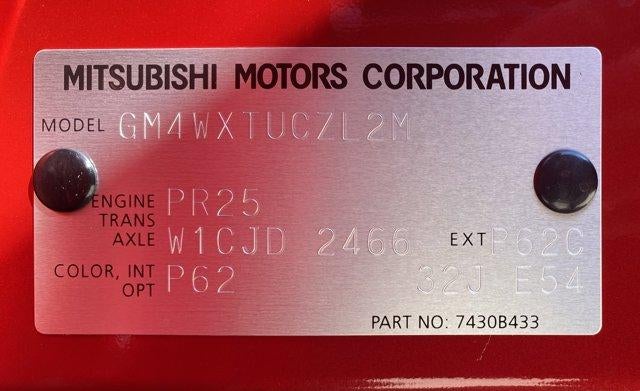 MITSUBISHI MOTORS CORPORATION
MODEL GM4WXTUCZL2M
ENGINE PR25
TRANS
AXLE W1CJD 2466 EXT P62C
COLOR, INT P62 32J E54
OPT
PART NO: 7430B433